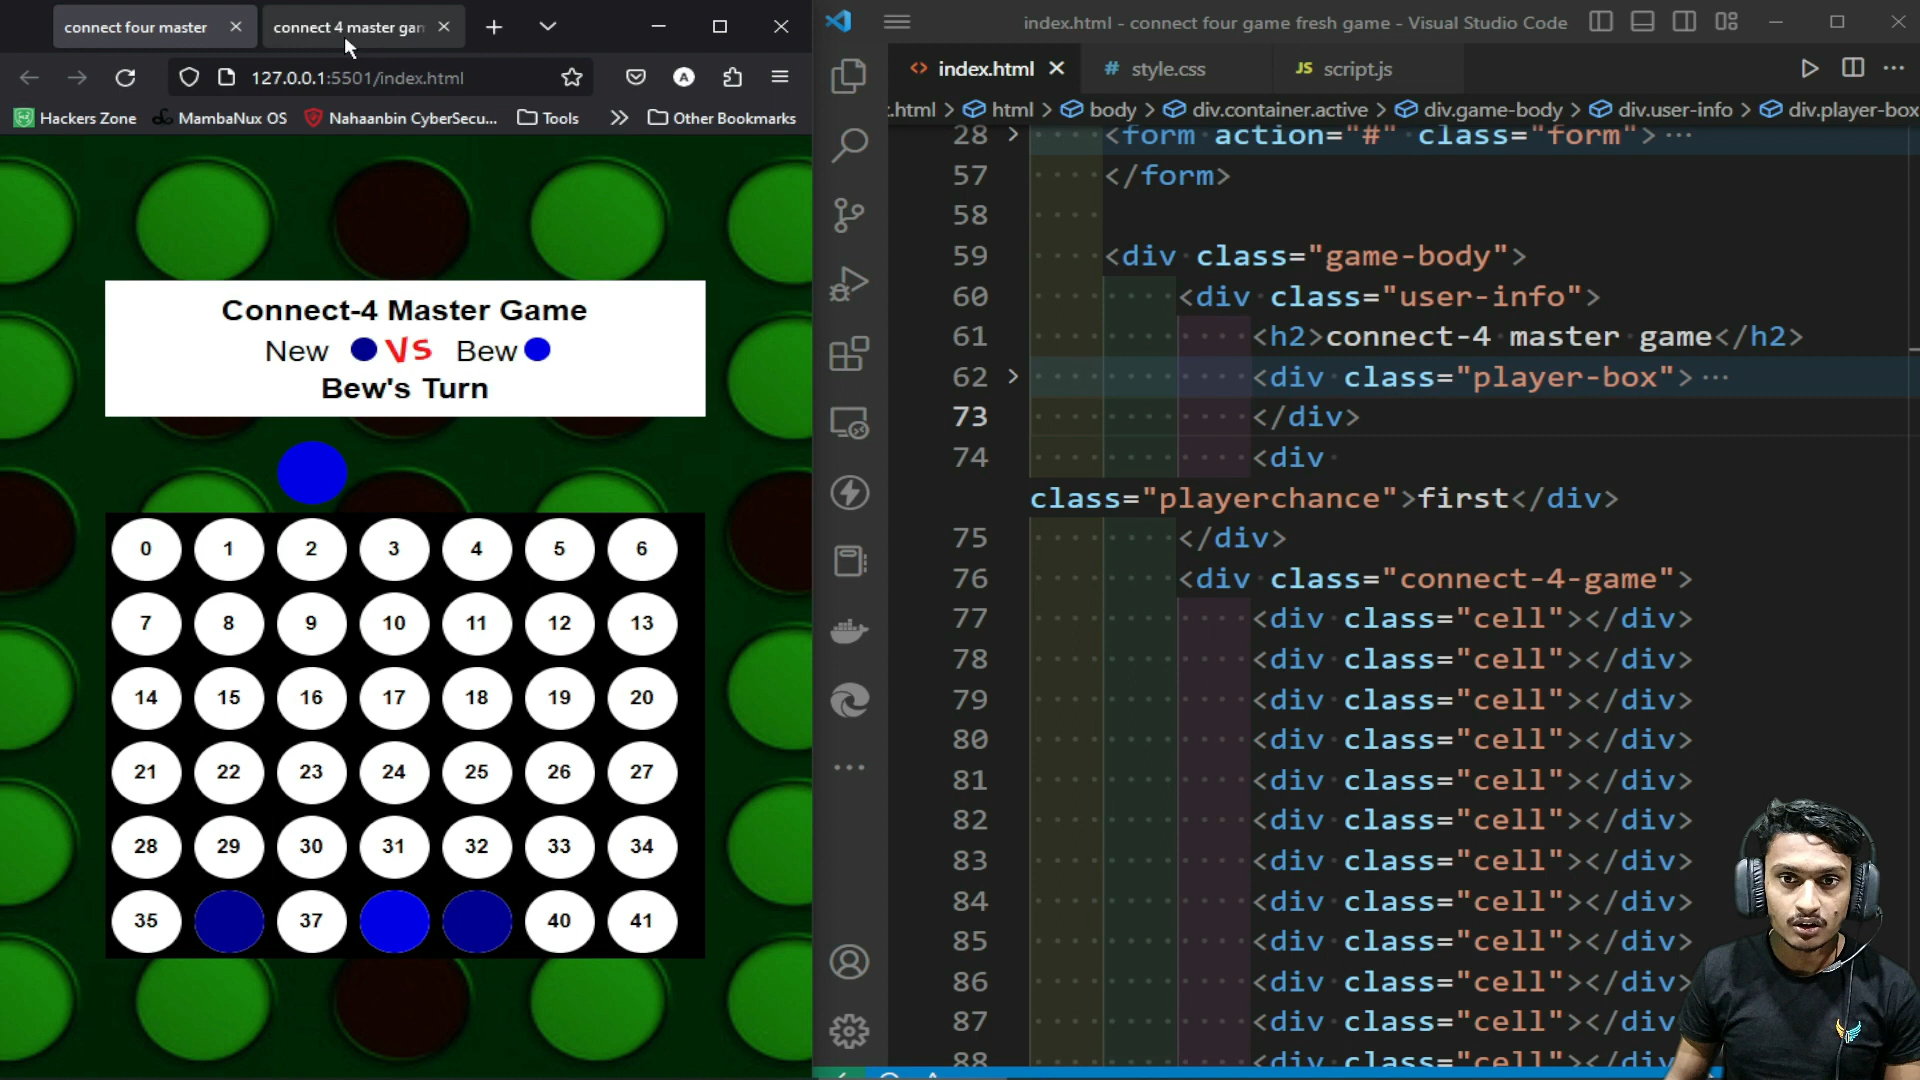 connect four master
connect 4 master gam
127.0.0.1:5501/index.html
Hackers Zone
MambaNux OS
Nahaanbin CyberSecu...
Tools
Other Bookmarks
Connect-4 Master Game
New VS Bew
Bew's Turn
0 1 2 3 4 5 6
7 8 9 10 11 12 13
14 15 16 17 18 19 20
21 22 23 24 25 26 27
28 29 30 31 32 33 34
35 37 40 41
index.html - connect four game fresh game - Visual Studio Code
index.html
# style.css
JS script.js
.html > html > body > div.container.active > div.game-body > div.user-info > div.player-box
28 > <form action="#" class="form"> ...
57 </form>
58
59 <div class="game-body">
60 <div class="user-info">
61 <h2>connect-4 master game</h2>
62 > <div class="player-box"> ...
73 </div>
74 <div
class="playerchance">first</div>
75 </div>
76 <div class="connect-4-game">
77 <div class="cell"></div>
78 <div class="cell"></div>
79 <div class="cell"></div>
80 <div class="cell"></div>
81 <div class="cell"></div>
82 <div class="cell"></div>
83 <div class="cell"></div>
84 <div class="cell"></div>
85 <div class="cell"></div>
86 <div class="cell"></div>
87 <div class="cell"></div
88 <div class="cell"></di